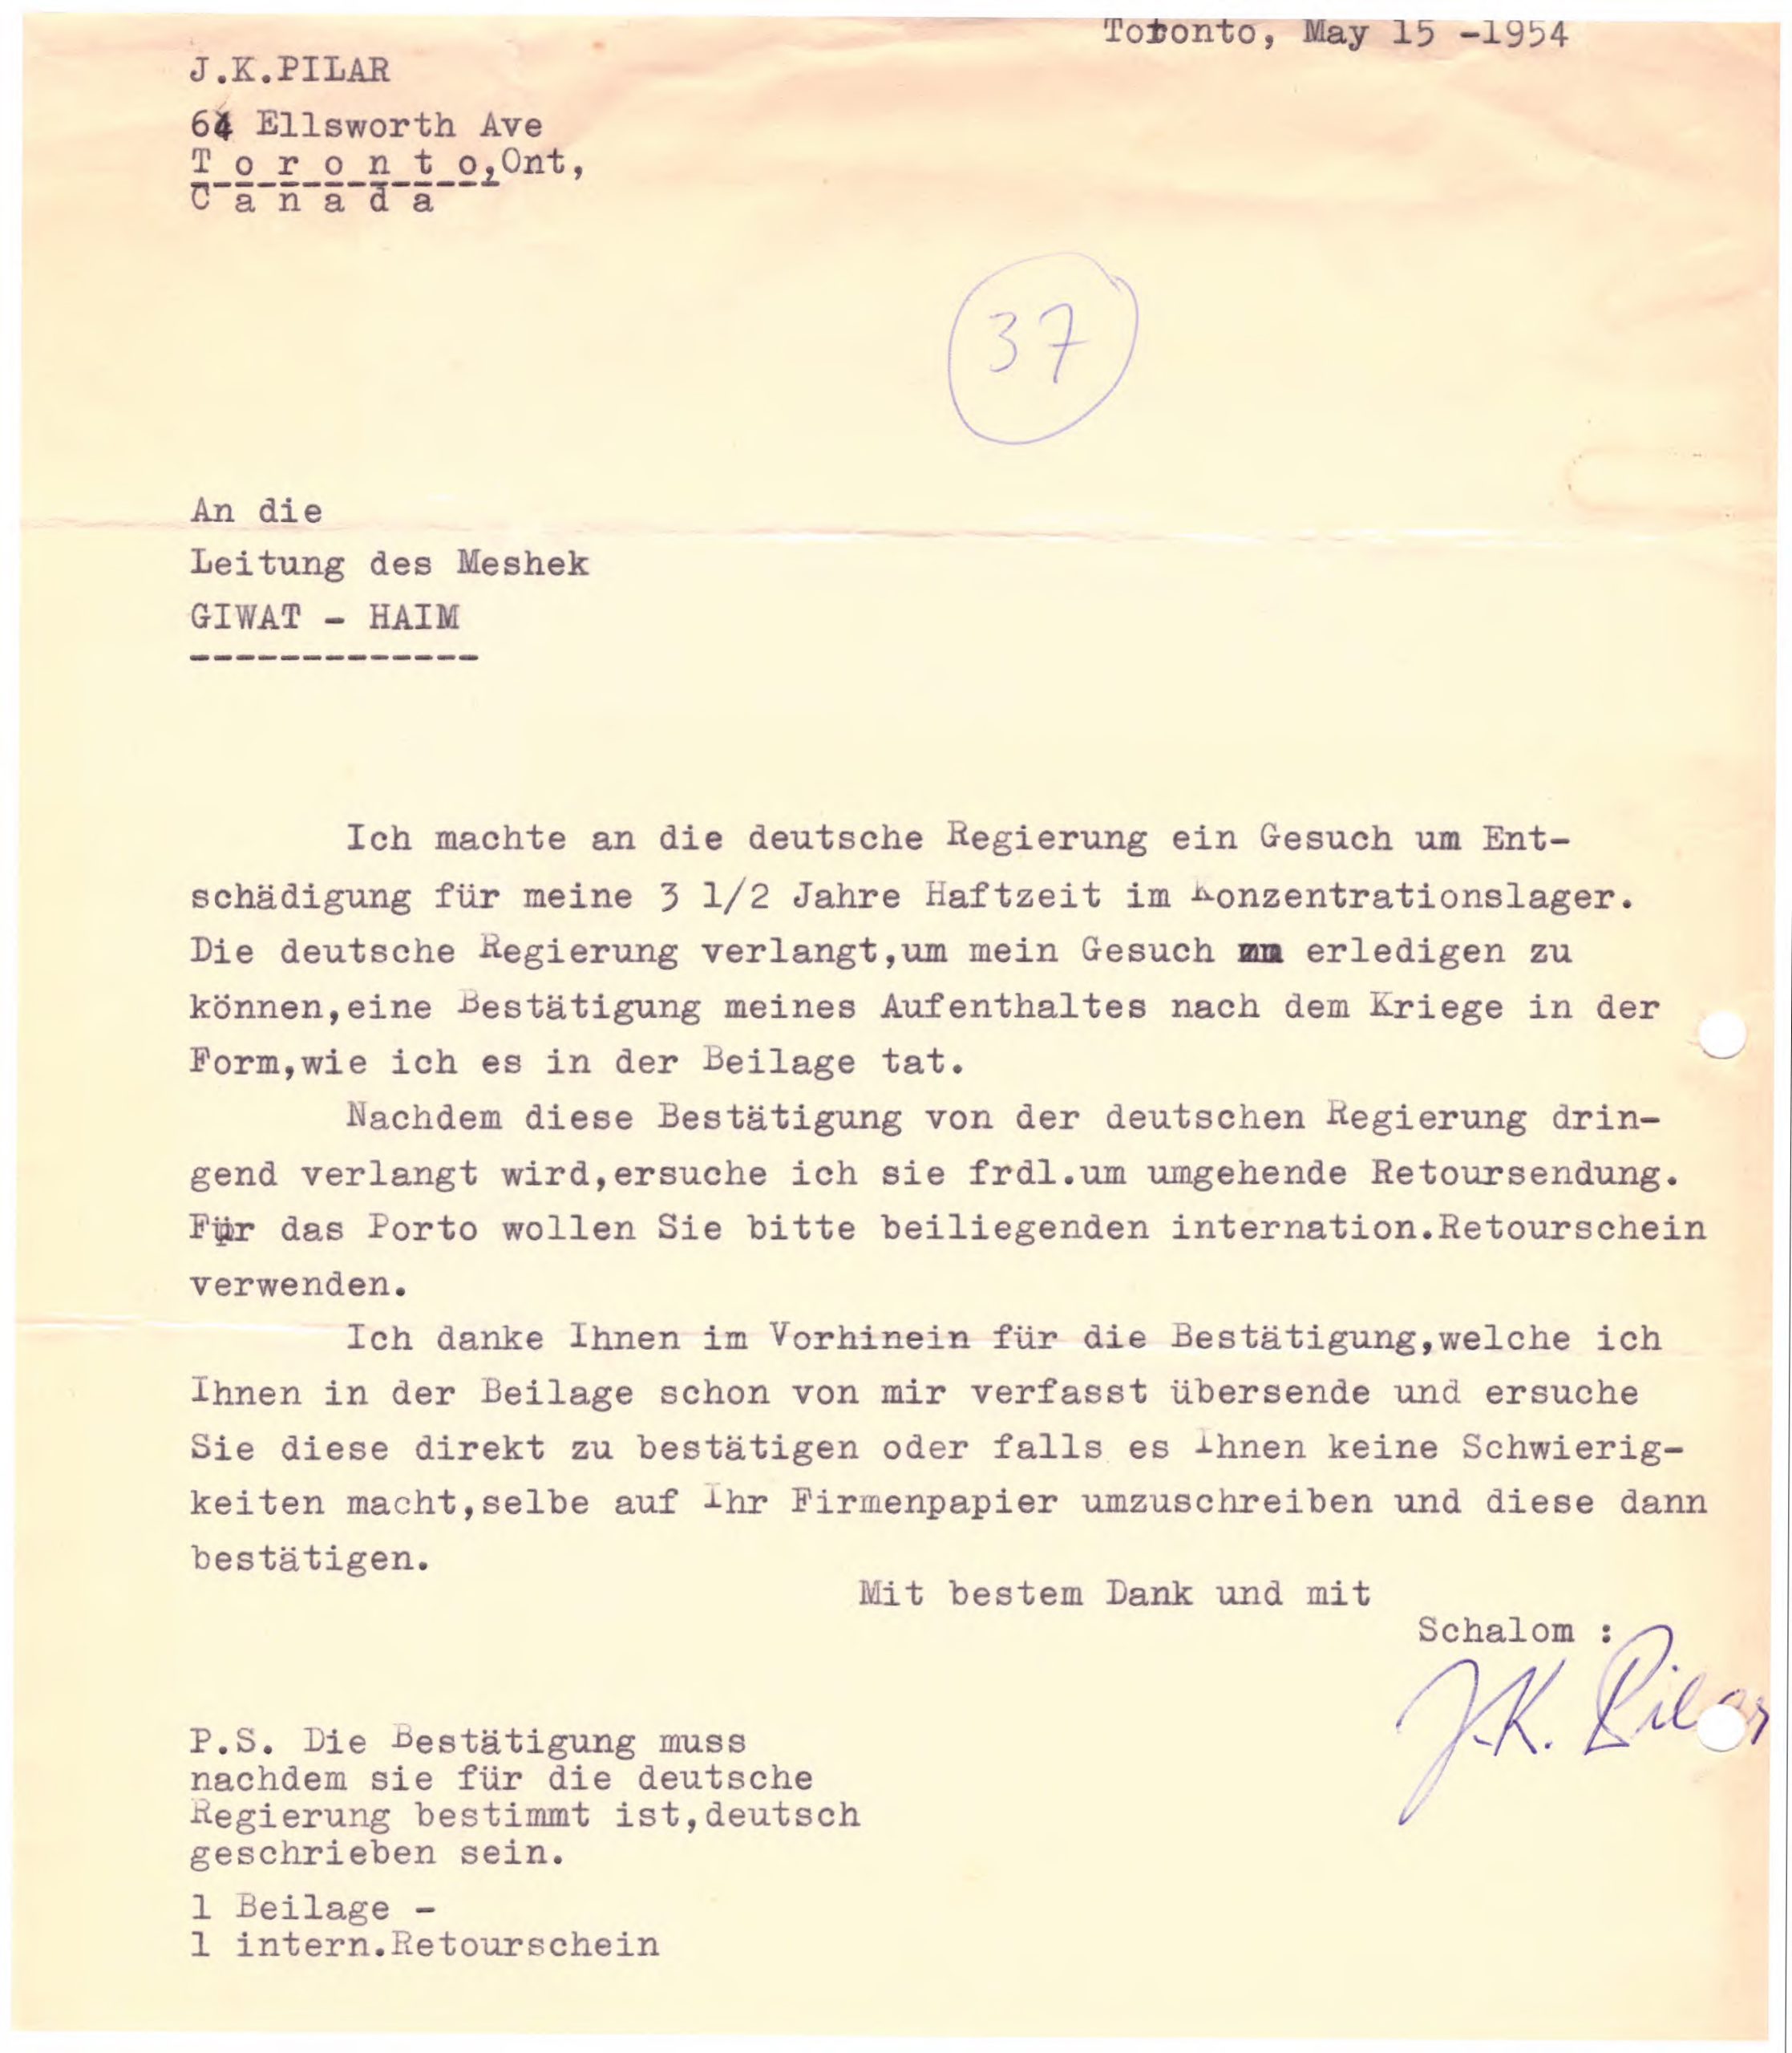 Toronto, May 15 -1954
J.K.PILAR
64 Ellsworth Ave
T o r o n t o,Ont,
C a n a d a
37
An die
Leitung des Meshek
GIWAT - HAIM
-------------
Ich machte an die deutsche Regierung ein Gesuch um Ent-
schädigung für meine 3 1/2 Jahre Haftzeit im Konzentrationslager.
Die deutsche Regierung verlangt,um mein Gesuch erledigen zu
können,eine Bestätigung meines Aufenthaltes nach dem Kriege in der
Form,wie ich es in der Beilage tat.
Nachdem diese Bestätigung von der deutschen Regierung drin-
gend verlangt wird,ersuche ich sie frdl.um umgehende Retoursendung.
Für das Porto wollen Sie bitte beiliegenden internation.Retourschein
verwenden.
Ich danke Ihnen im Vorhinein für die Bestätigung,welche ich
Ihnen in der Beilage schon von mir verfasst übersende und ersuche
Sie diese direkt zu bestätigen oder falls es Ihnen keine Schwierig-
keiten macht,selbe auf Ihr Firmenpapier umzuschreiben und diese dann
bestätigen.
Mit bestem Dank und mit
Schalom :
J.K. Pilar
P.S. Die Bestätigung muss
nachdem sie für die deutsche
Regierung bestimmt ist,deutsch
geschrieben sein.
1 Beilage -
1 intern.Retourschein